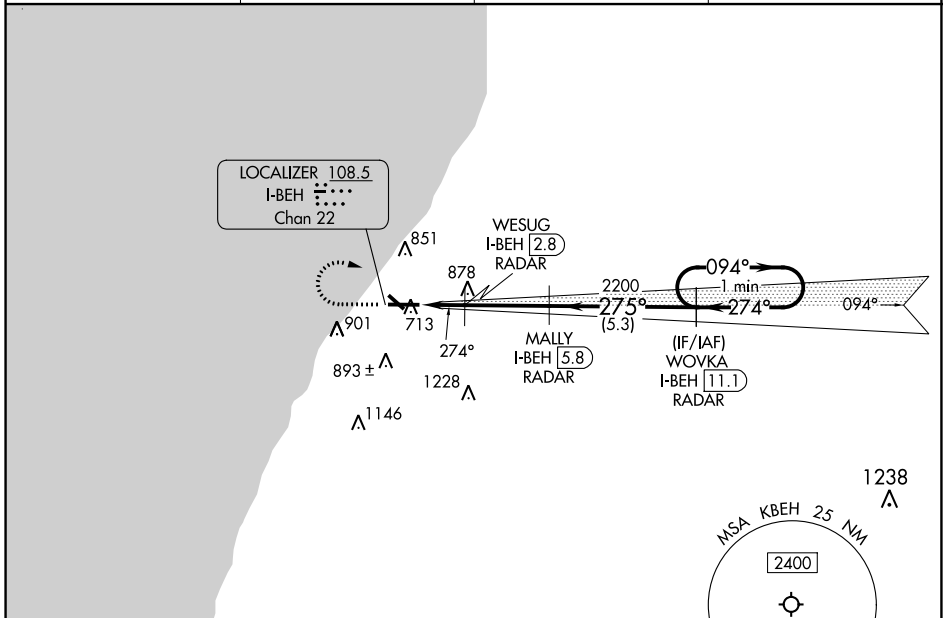 LOCALIZER 108.5
I-BEH
Chan 22
851
WESUG
I-BEH 2.8
RADAR
878
2200
094°
1 min
275°
274°
094°
(5.3)
901
713
274°
MALLY
I-BEH 5.8
RADAR
(IF/IAF)
WOVKA
I-BEH 11.1
RADAR
893 ±
1228
1146
1238
MSA KBEH 25 NM
2400